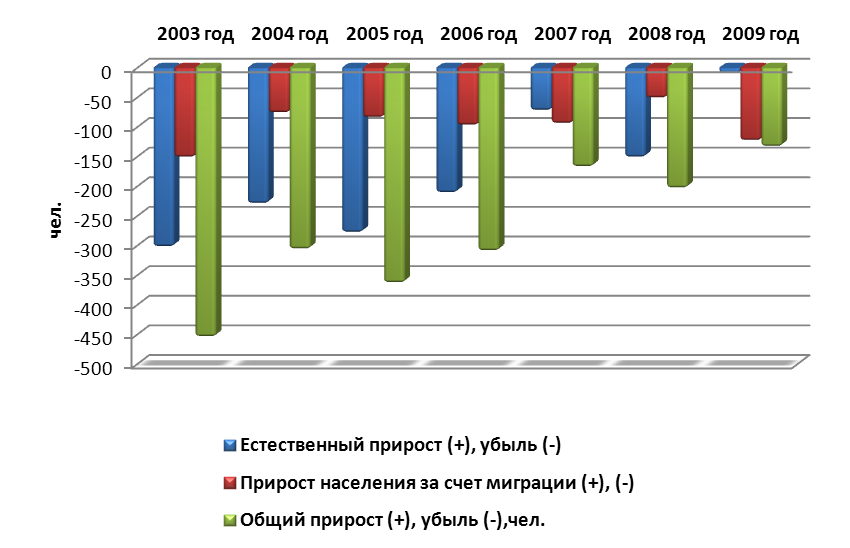 2003 год 2004 год 2005 год 2006 год 2007 год 2008 год 2009 год
0
-50
-100
-150
-200
-250
-300
-350
-400
-450
-500
чел.
Естественный прирост (+), убыль (-)
Прирост населения за счет миграции (+), (-)
Общий прирост (+), убыль (-),чел.